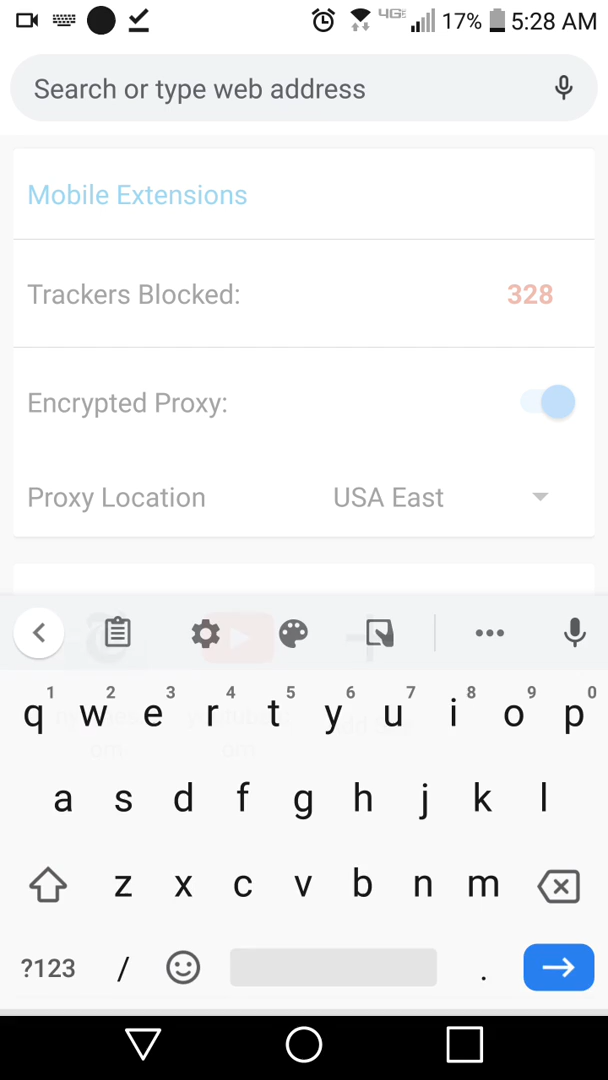 4GE 17% 5:28 AM
Search or type web address
Mobile Extensions
Trackers Blocked: 328
Encrypted Proxy:
Proxy Location USA East
1 2 3 4 5 6 7 8 9 0
q w e r t y u i o p
a s d f g h j k l
z x c v b n m
?123 / .